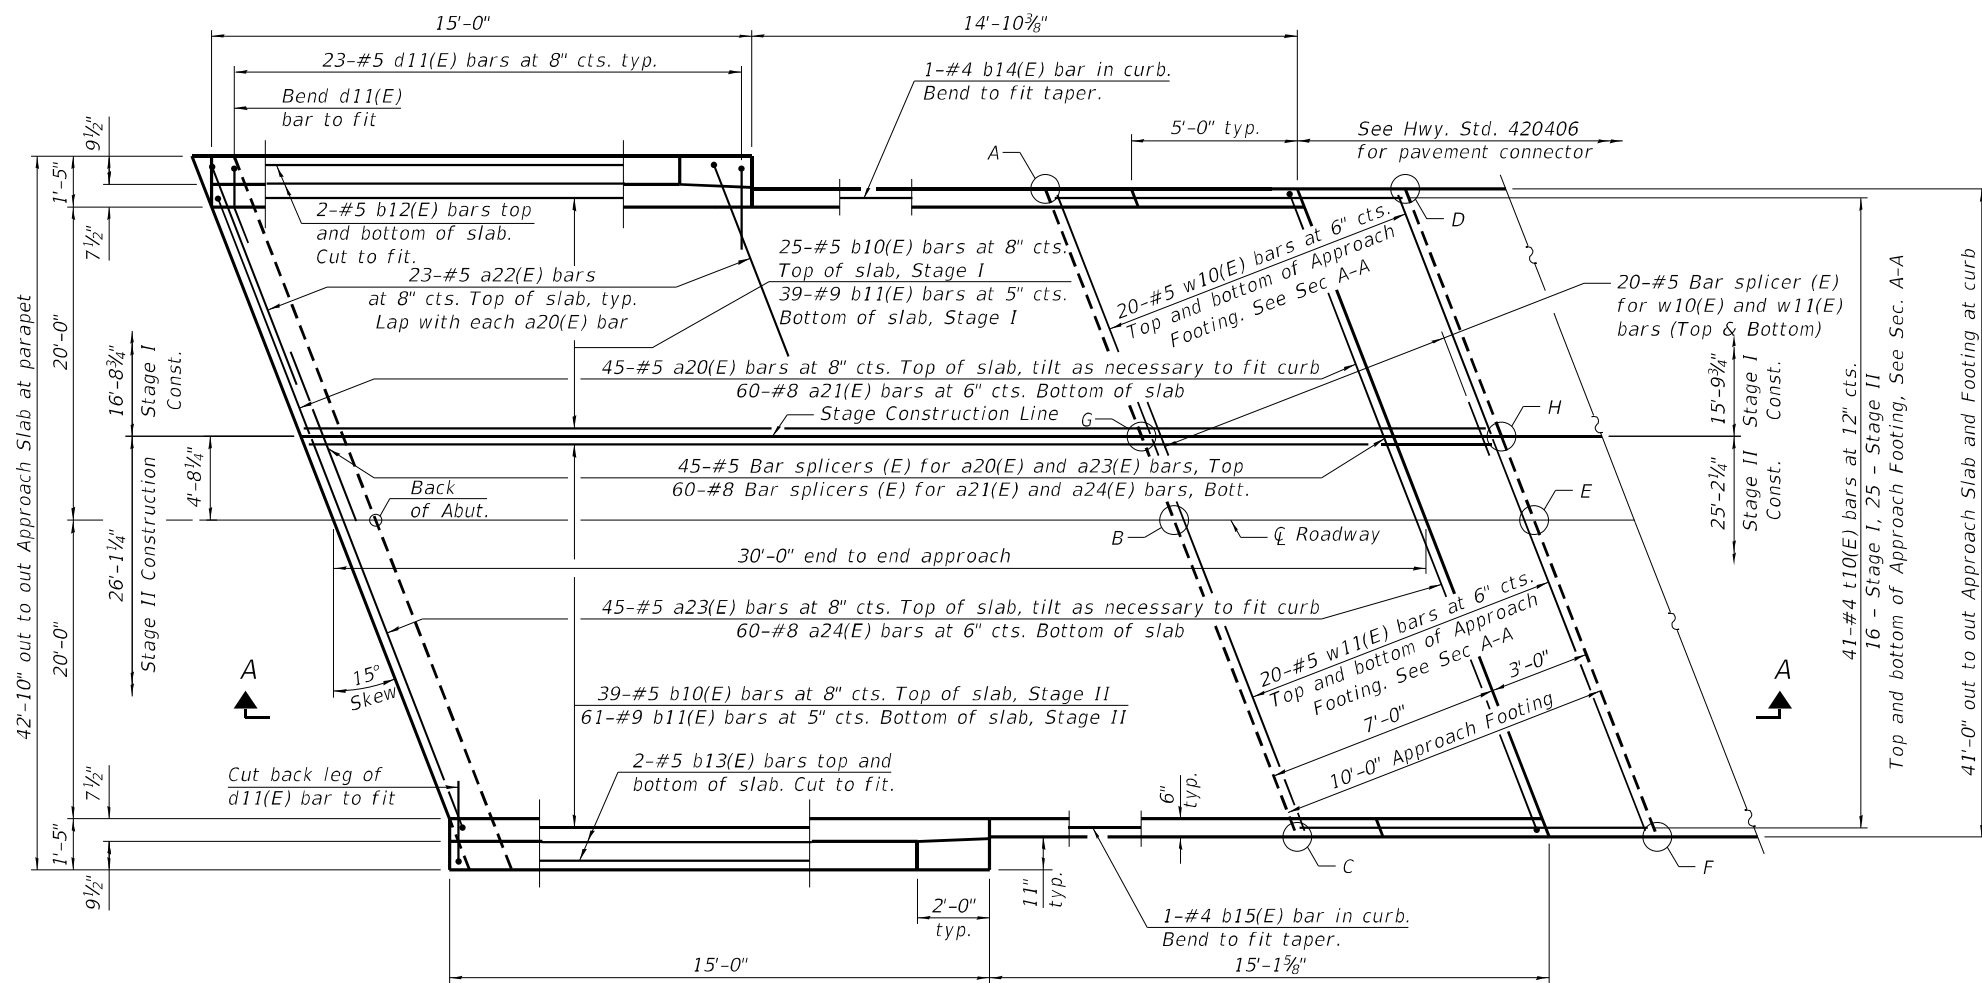 15'-0"
14'-10⅜"
23-#5 d11(E) bars at 8" cts. typ.
1-#4 b14(E) bar in curb.
Bend to fit taper.
Bend d11(E)
bar to fit
9½"
1'-5"
7½"
5'-0" typ.
See Hwy. Std. 420406
for pavement connector
A
D
2-#5 b12(E) bars top
and bottom of slab.
Cut to fit.
23-#5 a22(E) bars
at 8" cts. Top of slab, typ.
Lap with each a20(E) bar
25-#5 b10(E) bars at 8" cts.
Top of slab, Stage I
39-#9 b11(E) bars at 5" cts.
Bottom of slab, Stage I
20-#5 w10(E) bars at 6" cts.
Top and bottom of Approach
Footing. See Sec A-A
20-#5 Bar splicer (E)
for w10(E) and w11(E)
bars (Top & Bottom)
42'-10" out to out Approach Slab at parapet
20'-0"
16'-8¾"
Stage I
Const.
45-#5 a20(E) bars at 8" cts. Top of slab, tilt as necessary to fit curb
60-#8 a21(E) bars at 6" cts. Bottom of slab
Stage Construction Line
G
H
15'-9¾"
Stage I
Const.
4'-8¼"
26'-1¼"
Stage II Construction
45-#5 Bar splicers (E) for a20(E) and a23(E) bars, Top
60-#8 Bar splicers (E) for a21(E) and a24(E) bars, Bott.
Back
of Abut.
B
E
℄ Roadway
25'-2¼"
Stage II
Const.
30'-0" end to end approach
45-#5 a23(E) bars at 8" cts. Top of slab, tilt as necessary to fit curb
60-#8 a24(E) bars at 6" cts. Bottom of slab
20-#5 w11(E) bars at 6" cts.
Top and bottom of Approach
Footing. See Sec A-A
41-#4 t10(E) bars at 12" cts.
16 - Stage I, 25 - Stage II
Top and bottom of Approach Footing, See Sec. A-A
41'-0" out to out Approach Slab and Footing at curb
20'-0"
A
15°
Skew
39-#5 b10(E) bars at 8" cts. Top of slab, Stage II
61-#9 b11(E) bars at 5" cts. Bottom of slab, Stage II
3'-0"
7'-0"
10'-0" Approach Footing
A
Cut back leg of
d11(E) bar to fit
2-#5 b13(E) bars top and
bottom of slab. Cut to fit.
7½"
1'-5"
9½"
6"
typ.
11"
typ.
C
F
2'-0"
typ.
1-#4 b15(E) bar in curb.
Bend to fit taper.
15'-0"
15'-1⅝"